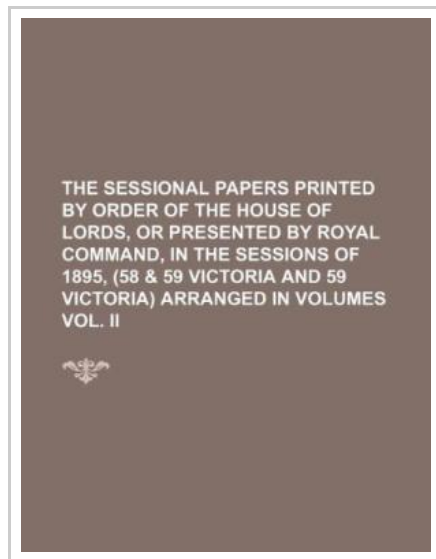 THE SESSIONAL PAPERS PRINTED
BY ORDER OF THE HOUSE OF
LORDS, OR PRESENTED BY ROYAL
COMMAND, IN THE SESSIONS OF
1895, (58 & 59 VICTORIA AND 59
VICTORIA) ARRANGED IN VOLUMES
VOL. II